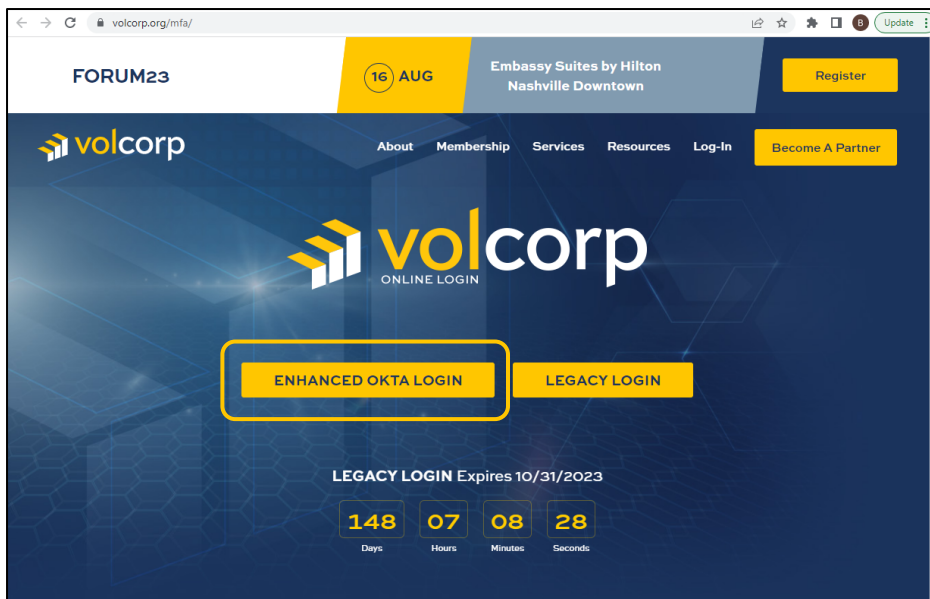 volcorp.org/mfa/
B
Update
FORUM23
16 AUG
Embassy Suites by Hilton
Nashville Downtown
Register
volcorp
About Membership Services Resources Log-In
Become A Partner
volcorp
ONLINE LOGIN
ENHANCED OKTA LOGIN
LEGACY LOGIN
LEGACY LOGIN Expires 10/31/2023
148 07 08 28
Days Hours Minutes Seconds